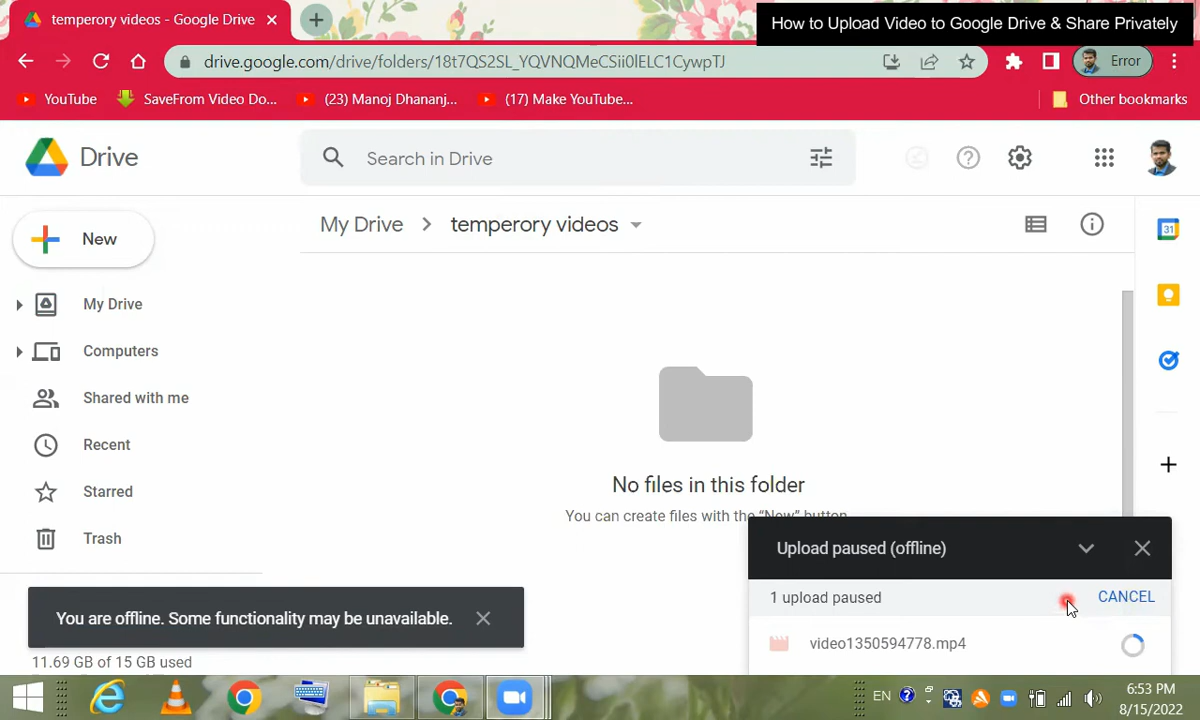 temperory videos - Google Drive
How to Upload Video to Google Drive & Share Privately
drive.google.com/drive/folders/18t7QS2SL_YQVNQMeCSii0lELC1CywpTJ
Error
YouTube
SaveFrom Video Do...
(23) Manoj Dhananj...
(17) Make YouTube...
Other bookmarks
Drive
Search in Drive
New
My Drive
temperory videos
31
My Drive
Computers
Shared with me
Recent
Starred
Trash
No files in this folder
You can create files with the "New" button
Upload paused (offline)
1 upload paused
CANCEL
video1350594778.mp4
You are offline. Some functionality may be unavailable.
11.69 GB of 15 GB used
EN
6:53 PM
8/15/2022